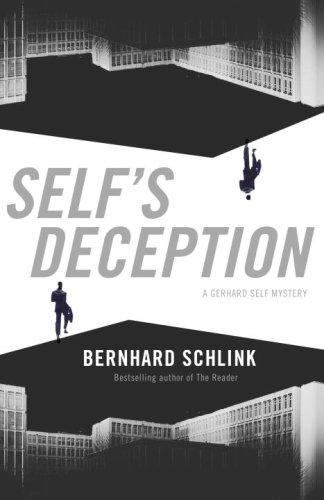 SELF'S
DECEPTION
A GERHARD SELF MYSTERY
BERNHARD SCHLINK
Bestselling author of The Reader